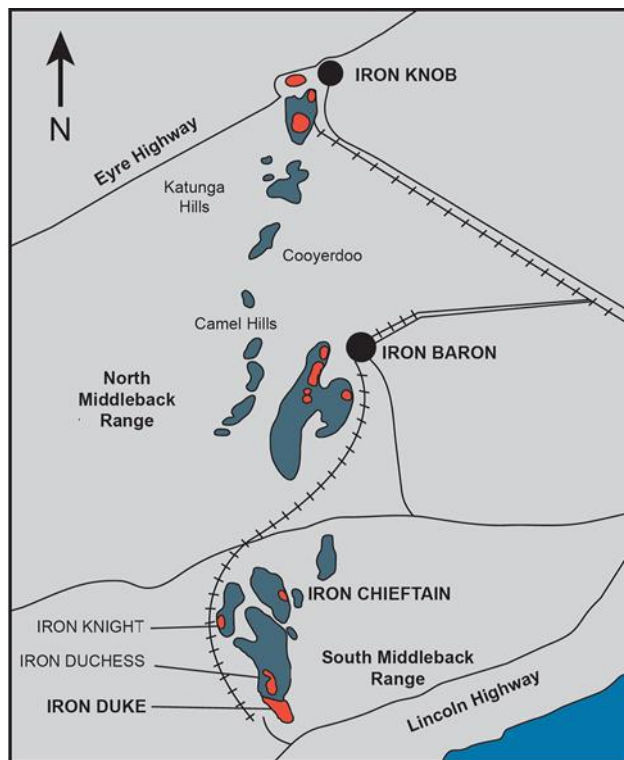 IRON KNOB
N
Eyre Highway
Katunga
Hills
Cooyerdoo
Camel Hills
IRON BARON
North
Middleback
Range
IRON CHIEFTAIN
IRON KNIGHT
IRON DUCHESS
South Middleback
Range
IRON DUKE
Lincoln Highway